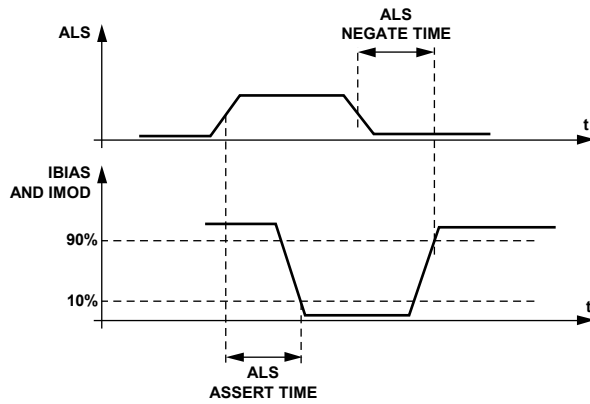 ALS
NEGATE TIME
ALS
t
IBIAS
AND IMOD
90%
10%
t
ALS
ASSERT TIME